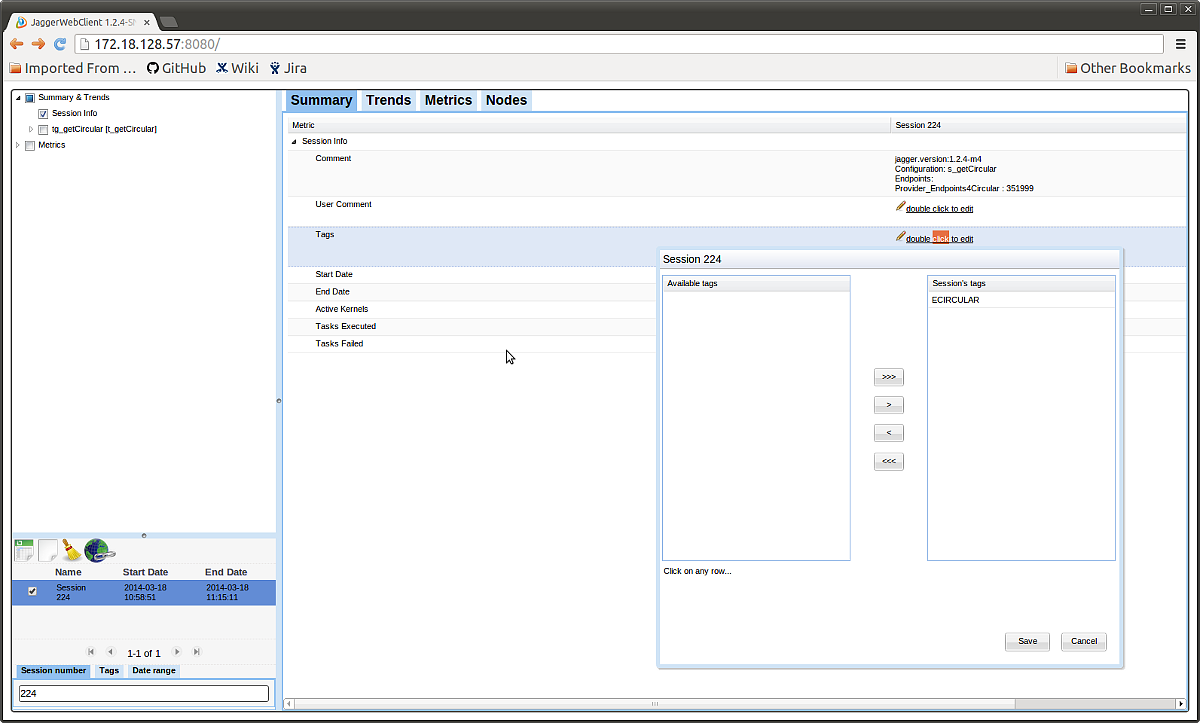 JaggerWebClient 1.2.4-S
172.18.128.57:8080/
Imported From ...
GitHub
Wiki
Jira
Other Bookmarks
Summary & Trends
Session Info
tg_getCircular [t_getCircular]
Metrics
Summary
Trends
Metrics
Nodes
Metric
Session 224
Session Info
Comment
jagger.version:1.2.4-m4
Configuration: s_getCircular
Endpoints:
Provider_Endpoints4Circular : 351999
User Comment
double click to edit
Tags
double click to edit
Start Date
End Date
Active Kernels
Tasks Executed
Tasks Failed
Session 224
Available tags
Session's tags
ECIRCULAR
>>>
>
<
<<<
Click on any row...
Save
Cancel
Name Start Date End Date
Session 2014-03-18 2014-03-18
224 10:58:51 11:15:11
1-1 of 1
Session number
Tags
Date range
224